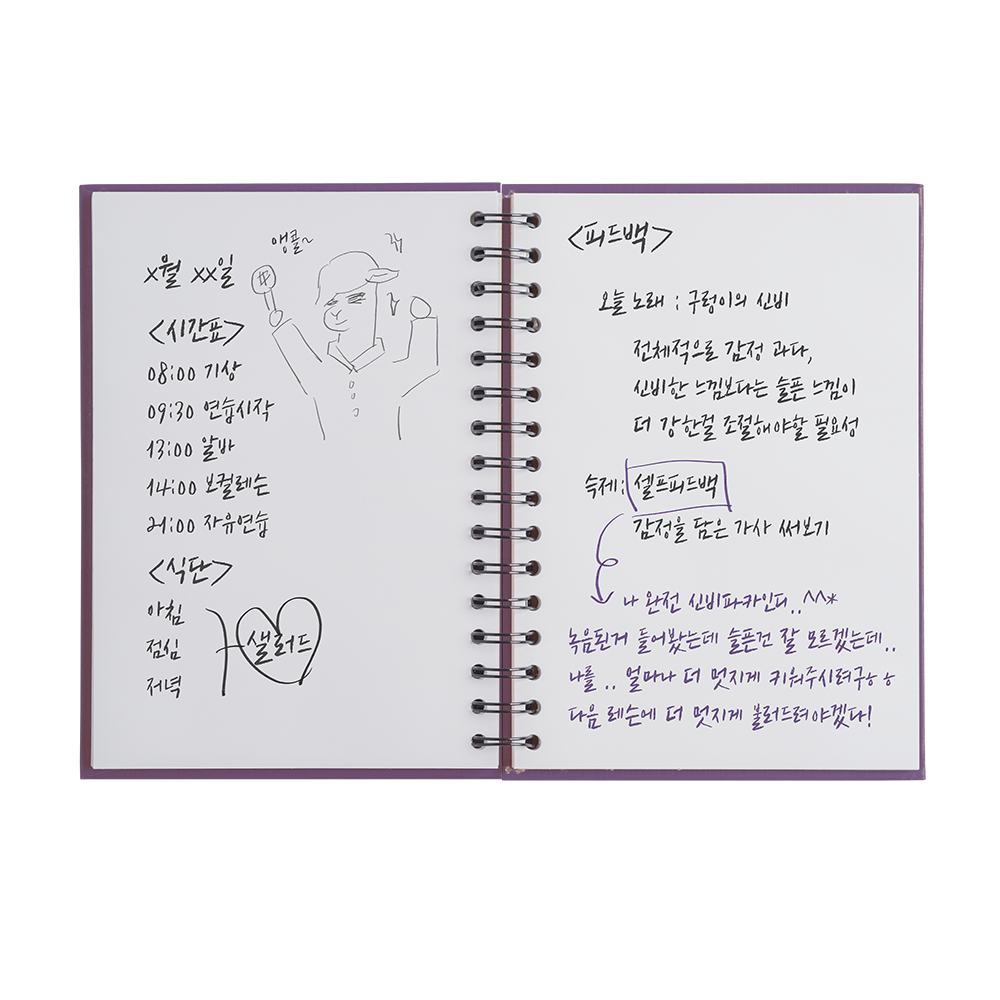 x월 xx일
앵콜~
<시간표>
08:00 기상
09:30 연습시작
13:00 알바
14:00 보컬레슨
21:00 자유연습
<식단>
아침
점심
저녁
샐러드
<피드백>
오늘 노래 : 구렁이의 신비
전체적으로 감정 과다,
신비한 느낌보다는 슬픈 느낌이
더 강한걸 조절해야할 필요성
숙제: 셀프피드백
감정을 담은 가사 써보기
나 완전 신비파카인디..^^*
녹음된거 들어봤는데 슬픈건 잘 모르겠는데..
나를.. 얼마나 더 멋지게 키워주시려구ㅎㅎ
다음 레슨에 더 멋지게 불러드려야겠다!